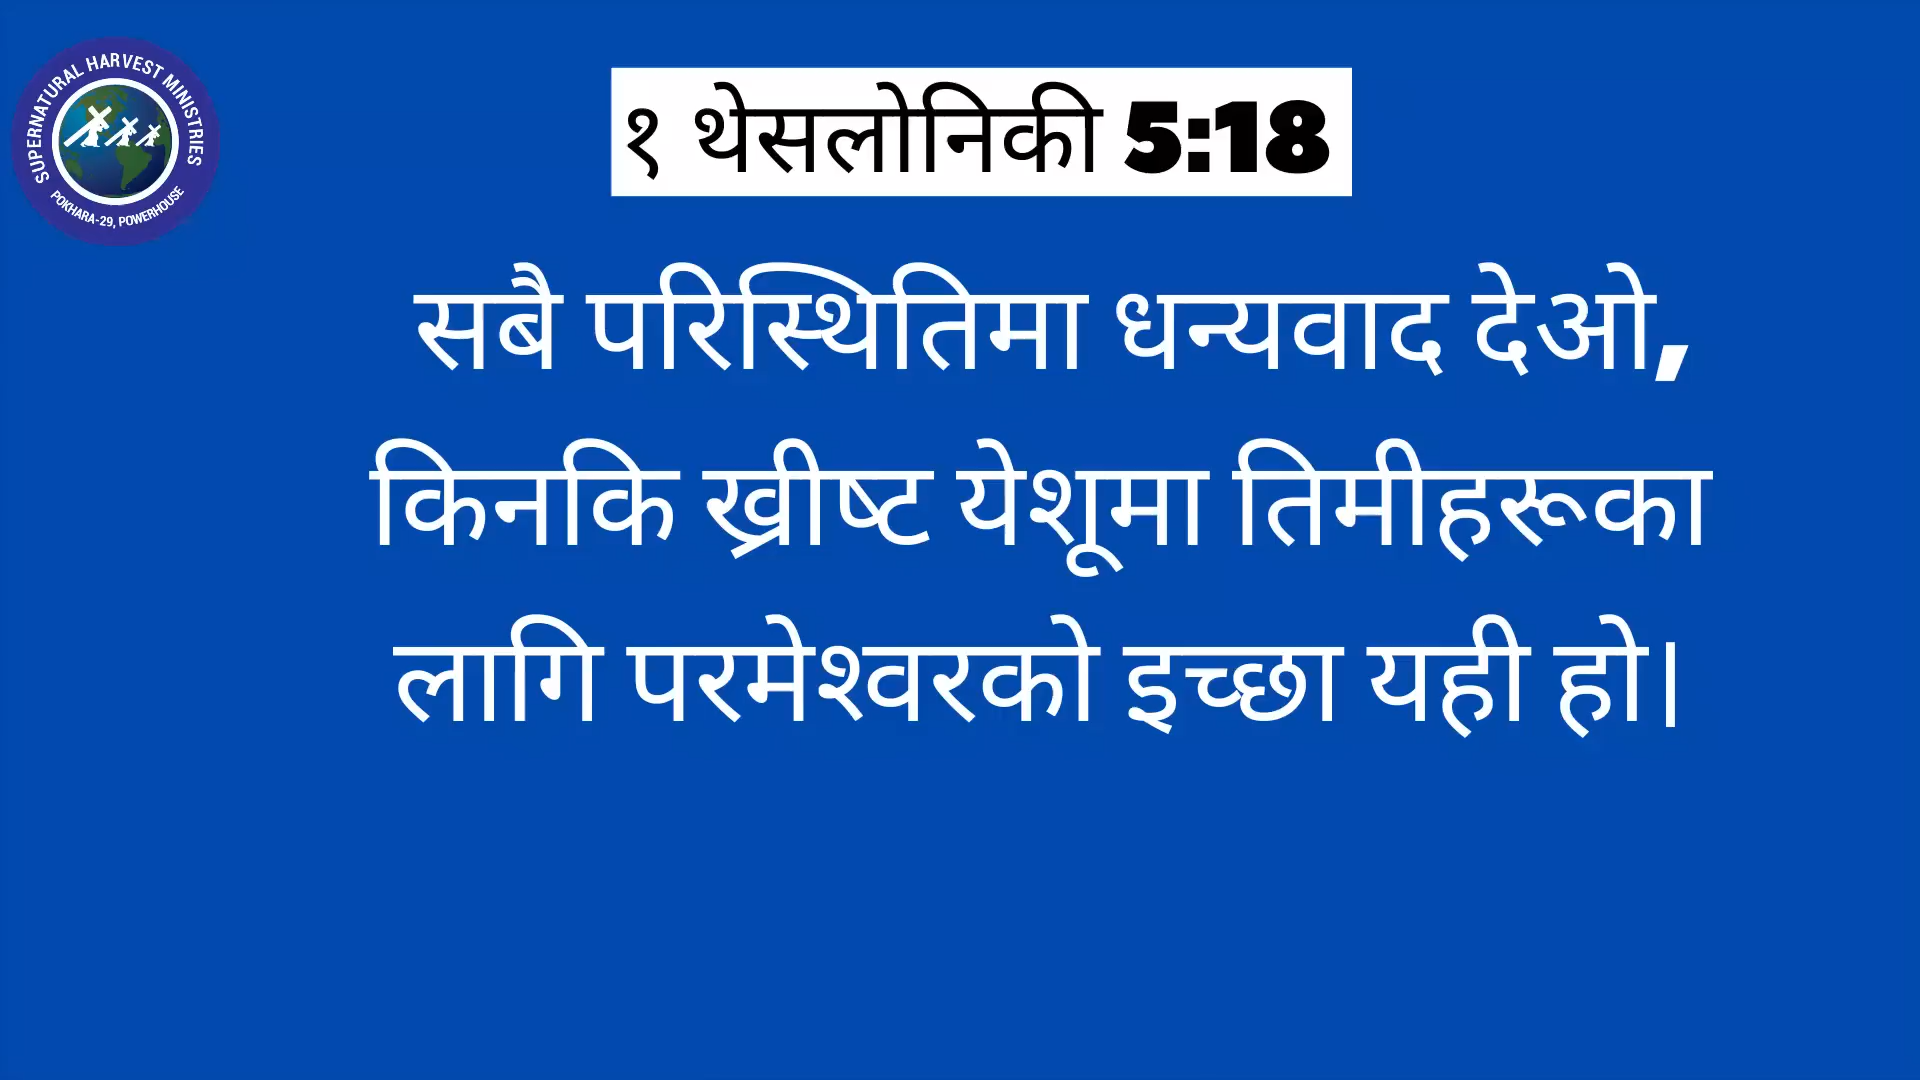 SUPERNATURAL HARVEST MINISTRIES
POKHARA-29, POWERHOUSE
१ थेसलोनिकी 5:18
सबै परिस्थितिमा धन्यवाद देओ,
किनकि ख्रीष्ट येशूमा तिमीहरूका
लागि परमेश्वरको इच्छा यही हो।